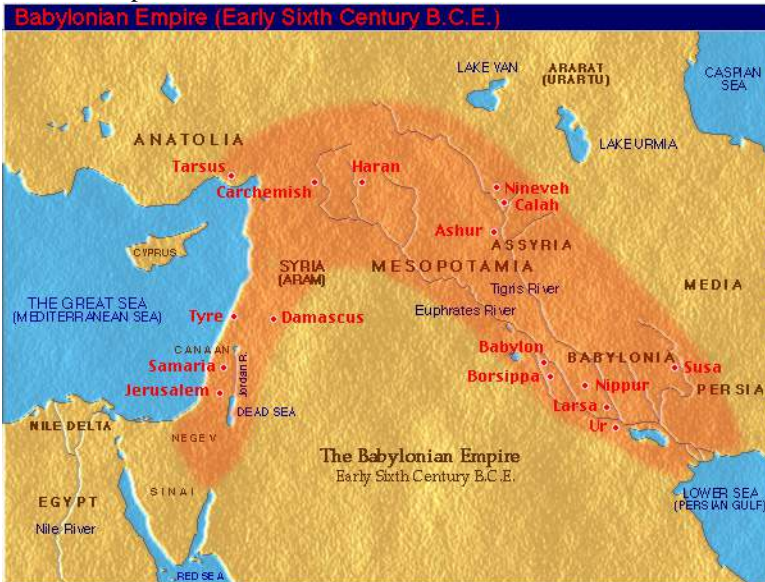 Babylonian Empire (Early Sixth Century B.C.E.)
LAKE VAN
ARARAT
(URARTU)
CASPIAN
SEA
ANATOLIA
LAKE URMIA
Tarsus
Carchemish
Haran
Nineveh
Calah
Ashur
ASSYRIA
CYPRUS
SYRIA
(ARAM)
MESOPOTAMIA
MEDIA
Tigris River
THE GREAT SEA
(MEDITERRANEAN SEA)
Tyre
Damascus
Euphrates River
CANAAN
Samaria
Jordan R.
Jerusalem
Babylon
BABYLONIA
Susa
Borsippa
Nippur
PERSIA
Larsa
DEAD SEA
Ur
NILE DELTA
NEGEV
The Babylonian Empire
Early Sixth Century B.C.E.
SINAI
EGYPT
Nile River
LOWER SEA
(PERSIAN GULF)
RED SEA